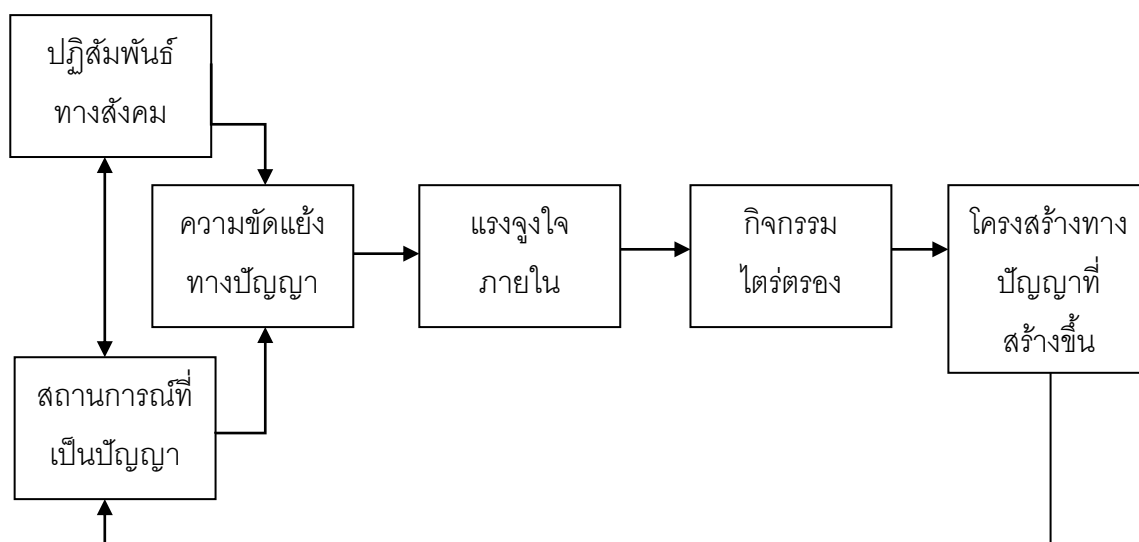 ปฏิสัมพันธ์
ทางสังคม
ความขัดแย้ง
ทางปัญญา
แรงจูงใจ
ภายใน
กิจกรรม
ไตร่ตรอง
โครงสร้างทาง
ปัญญาที่
สร้างขึ้น
สถานการณ์ที่
เป็นปัญญา